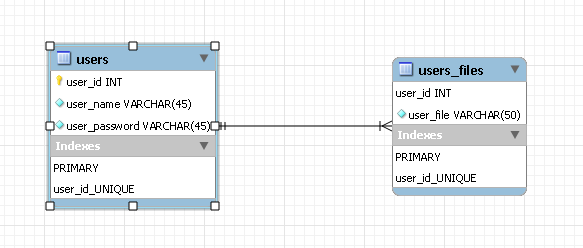 users
user_id INT
user_name VARCHAR(45)
user_password VARCHAR(45)
Indexes
PRIMARY
user_id_UNIQUE
users_files
user_id INT
user_file VARCHAR(50)
Indexes
PRIMARY
user_id_UNIQUE